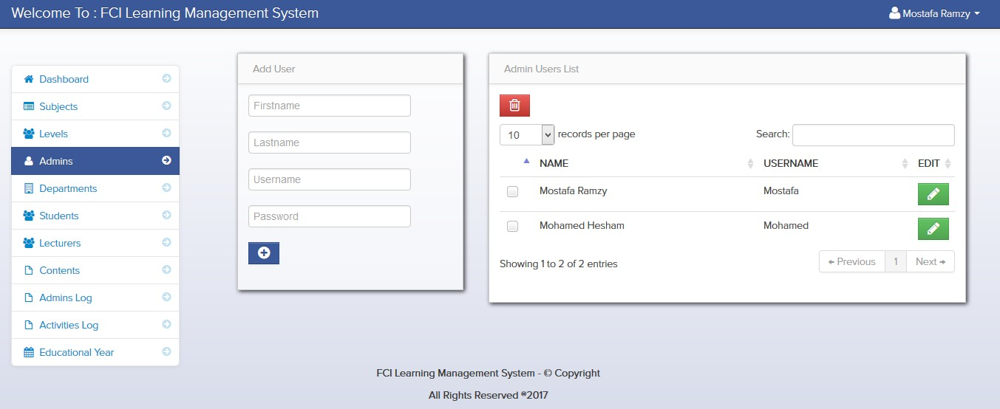 Welcome To : FCI Learning Management System
Mostafa Ramzy
Dashboard
Subjects
Levels
Admins
Departments
Students
Lecturers
Contents
Admins Log
Activities Log
Educational Year
Add User
Firstname
Lastname
Username
Password
Admin Users List
10 records per page
Search:
NAME USERNAME EDIT
Mostafa Ramzy Mostafa
Mohamed Hesham Mohamed
Showing 1 to 2 of 2 entries
← Previous 1 Next →
FCI Learning Management System - © Copyright
All Rights Reserved ®2017